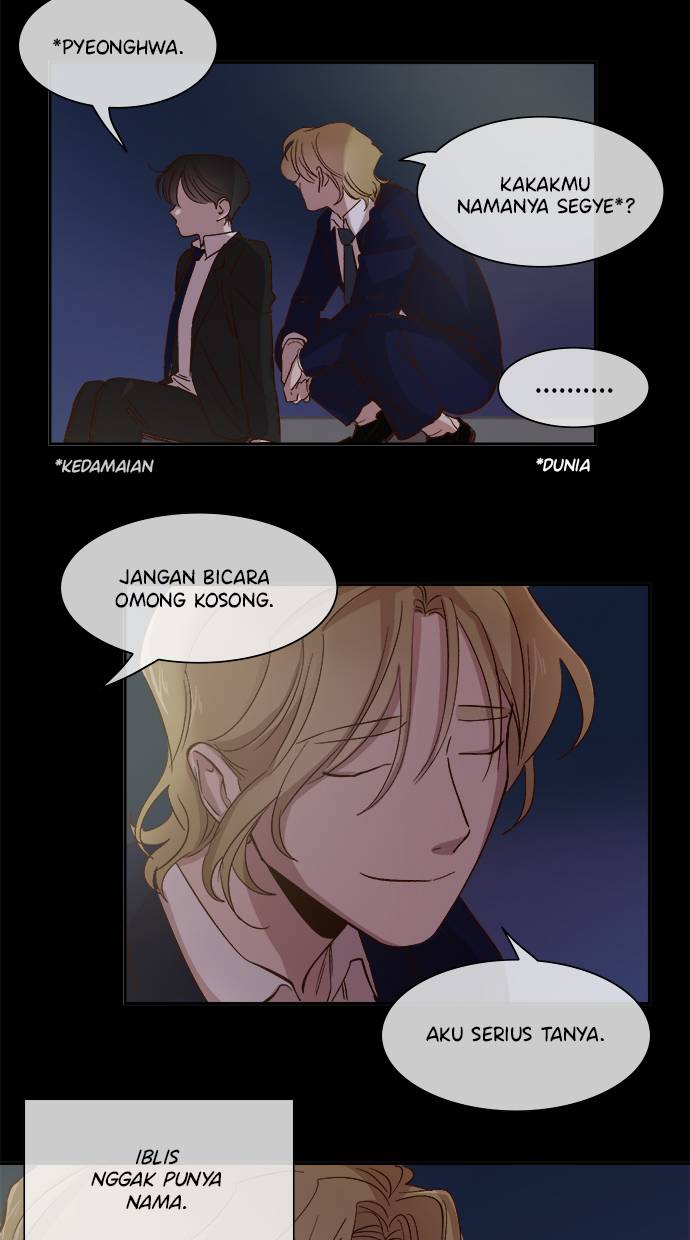 *PYEONGHWA.
KAKAKMU
NAMANYA SEGYE*?
..........
*KEDAMAIAN
*DUNIA
JANGAN BICARA
OMONG KOSONG.
AKU SERIUS TANYA.
IBLIS
NGGAK PUNYA
NAMA.